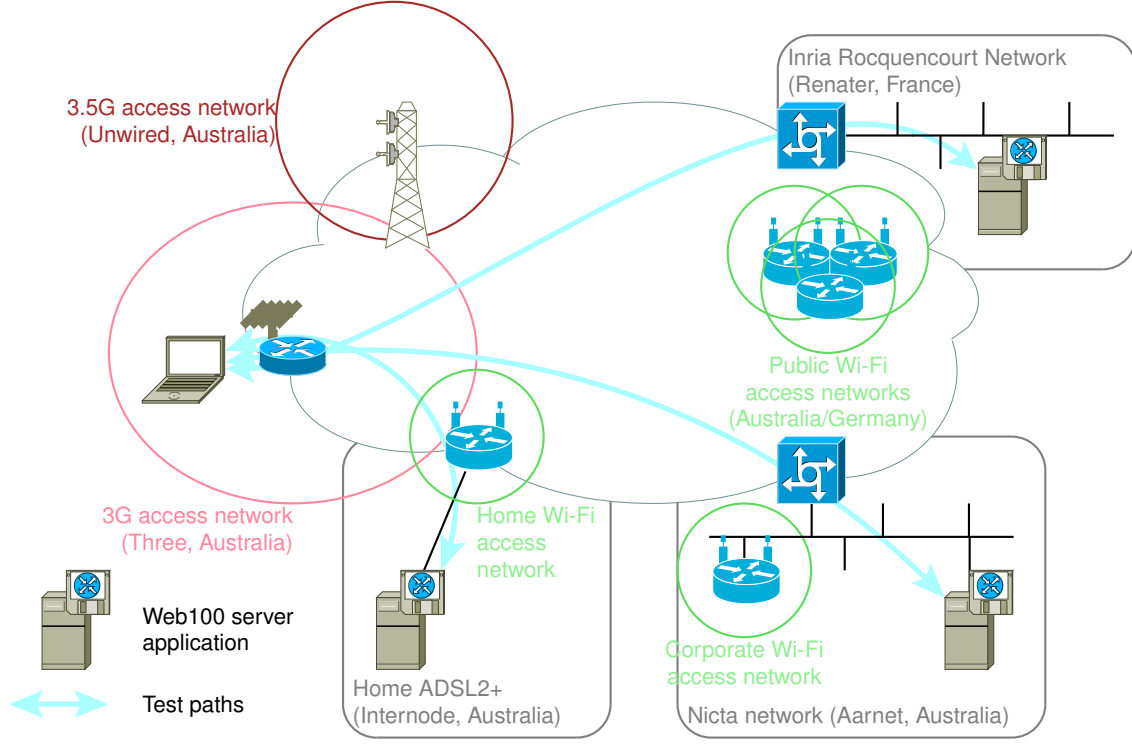 Inria Rocquencourt Network
(Renater, France)
3.5G access network
(Unwired, Australia)
Public Wi-Fi
access networks
(Australia/Germany)
3G access network
(Three, Australia)
Home Wi-Fi
access
network
Web100 server
application
Corporate Wi-Fi
access network
Home ADSL2+
(Internode, Australia)
Nicta network (Aarnet, Australia)
Test paths